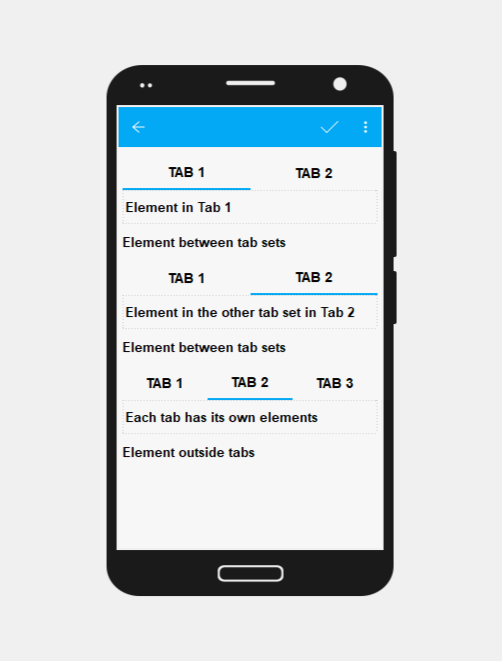 TAB 1 TAB 2
Element in Tab 1
Element between tab sets
TAB 1 TAB 2
Element in the other tab set in Tab 2
Element between tab sets
TAB 1 TAB 2 TAB 3
Each tab has its own elements
Element outside tabs